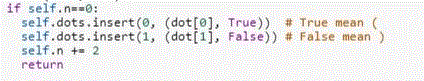 if self.n==0:
    self.dots.insert(0, (dot[0], True))  # True mean (
    self.dots.insert(1, (dot[1], False)) # False mean )
    self.n += 2
    return